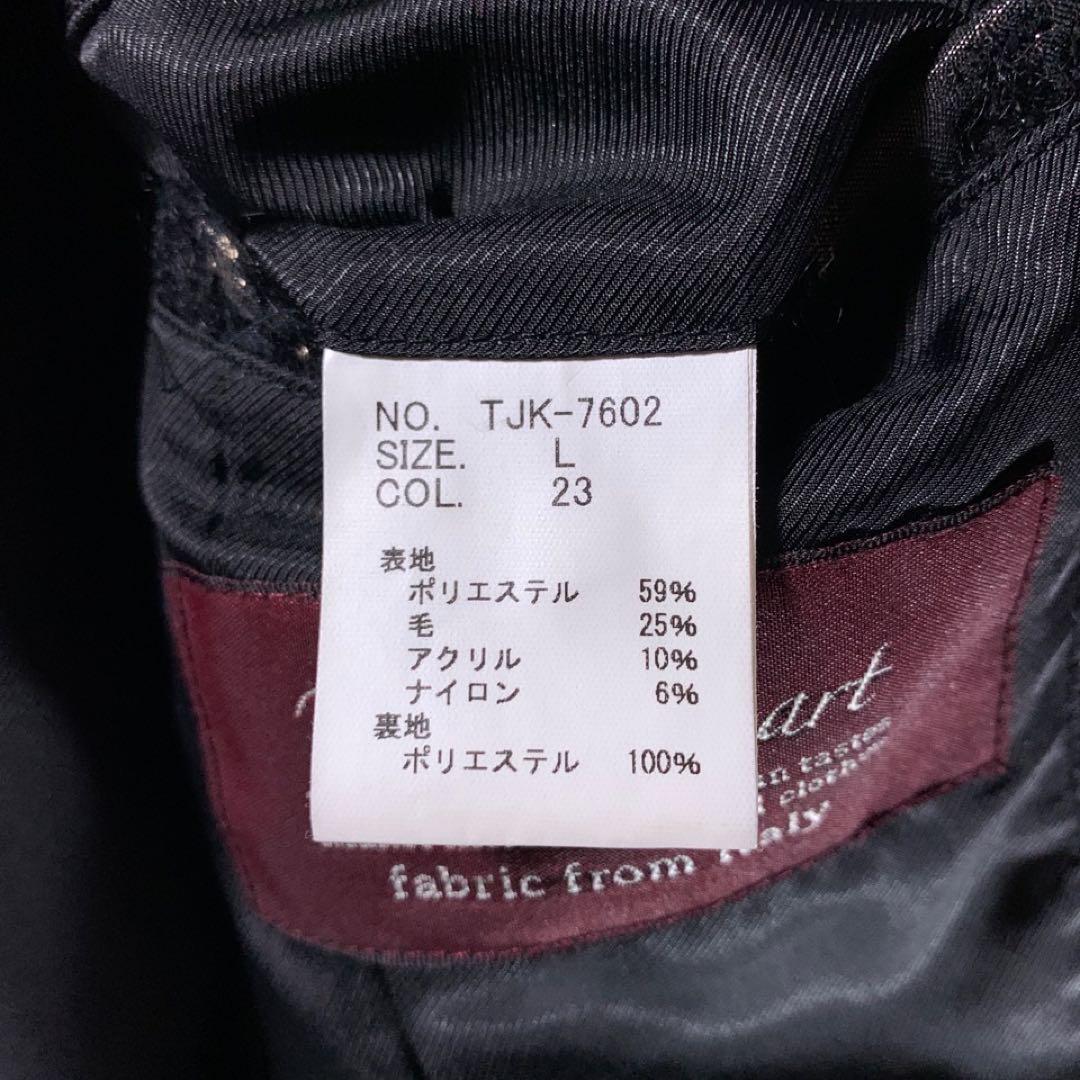 NO. TJK-7602
SIZE. L
COL. 23
表地
ポリエステル 59%
毛 25%
アクリル 10%
ナイロン 6%
裏地
ポリエステル 100%
art
tastes
fabric from Italy